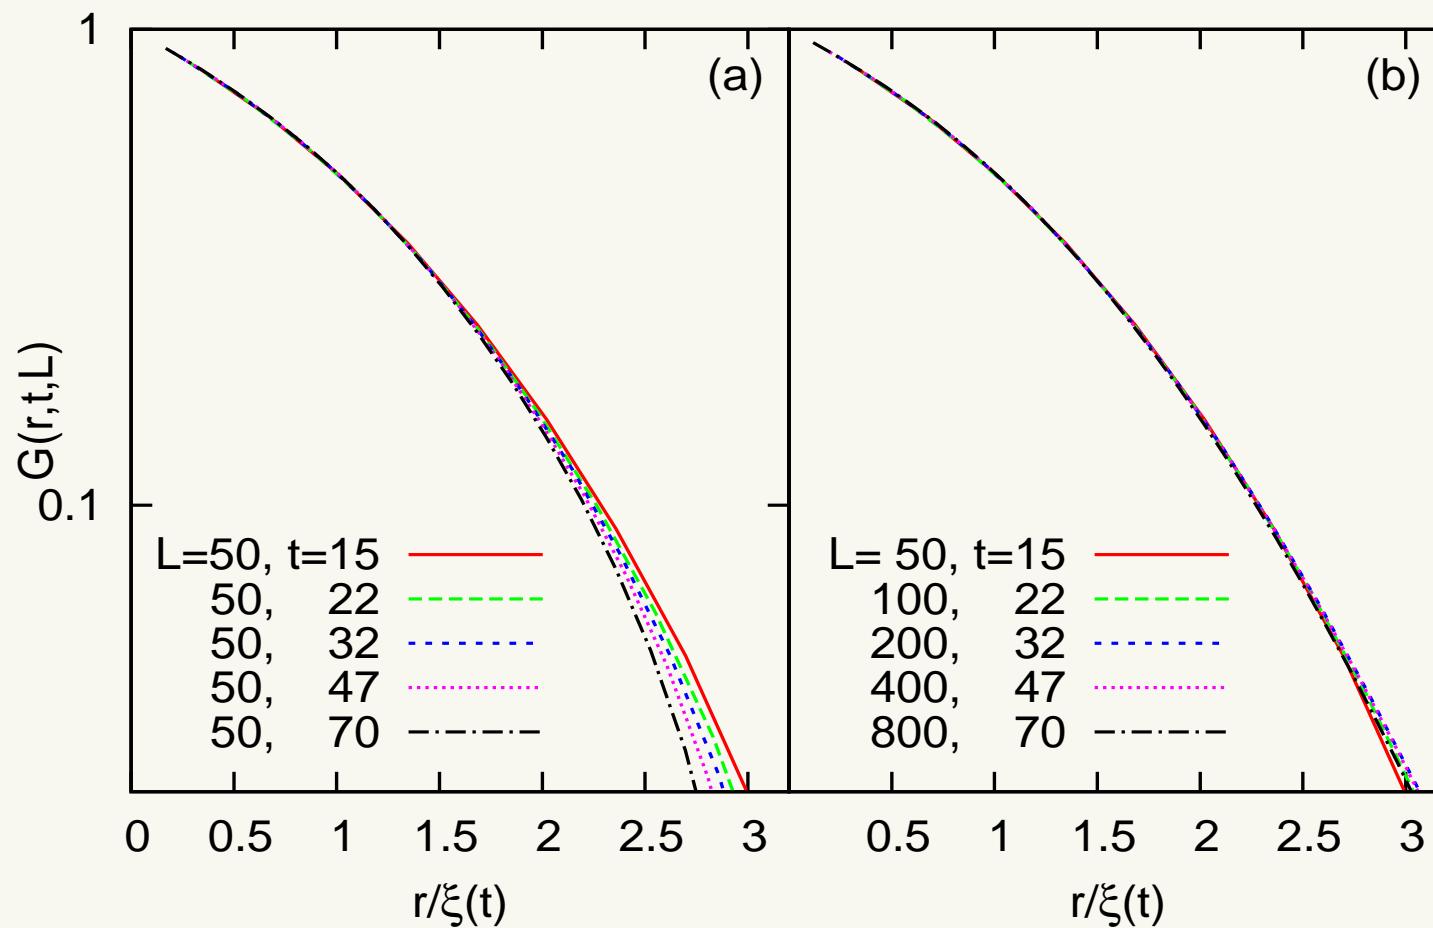 1
0.1
G(r,t,L)
(a)
L=50, t=15
50, 22
50, 32
50, 47
50, 70
0 0.5 1 1.5 2 2.5 3
r/ξ(t)
(b)
L= 50, t=15
100, 22
200, 32
400, 47
800, 70
0.5 1 1.5 2 2.5 3
r/ξ(t)